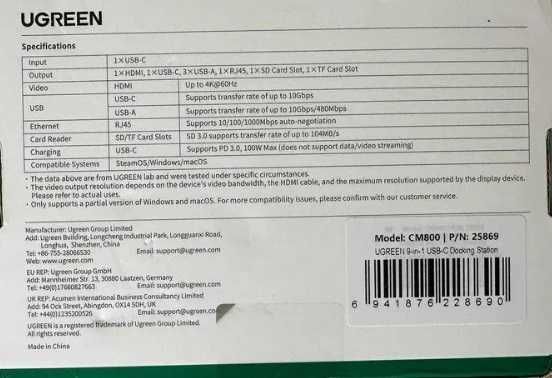 UGREEN
Specifications
Input 1×USB-C
Output 1×HDMI, 1×USB-C, 3×USB-A, 1×RJ45, 1×SD Card Slot, 1×TF Card Slot
Video HDMI Up to 4K@60Hz
USB USB-C Supports transfer rate of up to 10Gbps
USB-A Supports transfer rate of up to 10Gbps/480Mbps
Ethernet RJ45 Supports 10/100/1000Mbps auto-negotiation
Card Reader SD/TF Card Slots SD 3.0 supports transfer rate of up to 104MB/s
Charging USB-C Supports PD 3.0, 100W Max (does not support data/video streaming)
Compatible Systems SteamOS/Windows/macOS
• The data above are from UGREEN lab and were tested under specific circumstances.
• The video output resolution depends on the device's video bandwidth, the HDMI cable, and the maximum resolution supported by the display device.
Please refer to actual uses.
• Only supports a partial version of Windows and macOS. For more compatibility issues, please confirm with our customer service.
Manufacturer: Ugreen Group Limited
Add: Ugreen Building, Longcheng Industrial Park, Longguanxi Road,
Longhua, Shenzhen, China
Tel: +86-755-28066530 Email: support@ugreen.com
Web: www.ugreen.com
EU REP: Ugreen Group GmbH
Add: Mannheimer Str. 13, 30880 Laatzen, Germany
Tel: +49(0)17660827663 Email: support@ugreen.com
UK REP: Acumen International Business Consultancy Limited
Add: 94 Ock Street, Abingdon, OX14 5DH, UK
Tel: +44(0)1235200526 Email: support@ugreen.co
UGREEN is a registered trademark of Ugreen Group Limited.
All rights reserved.
Made in China
Model: CM800 | P/N: 25869
UGREEN 9-in-1 USB-C Docking Station
6 941876 228690